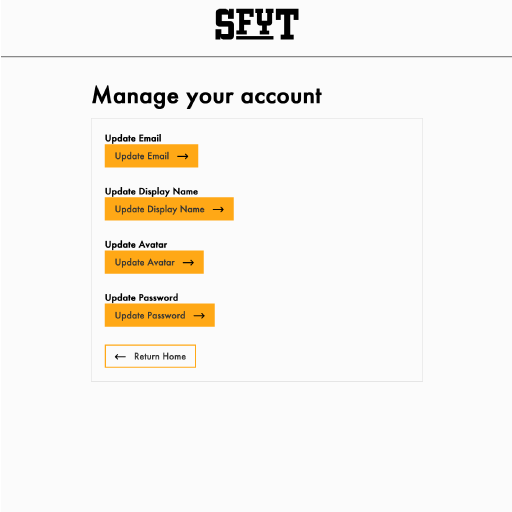 SFYT
Manage your account
Update Email
Update Email →
Update Display Name
Update Display Name →
Update Avatar
Update Avatar →
Update Password
Update Password →
← Return Home